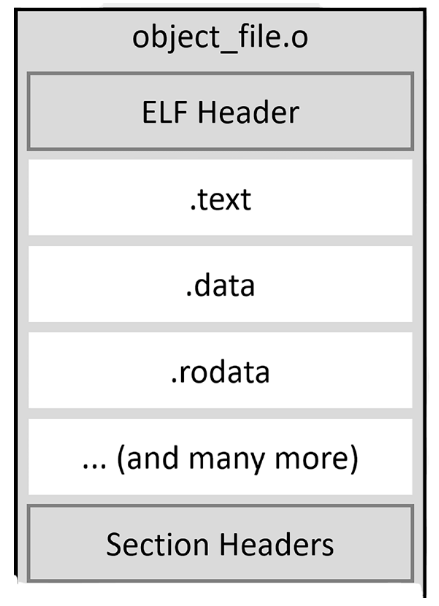 object_file.o
ELF Header
.text
.data
.rodata
... (and many more)
Section Headers